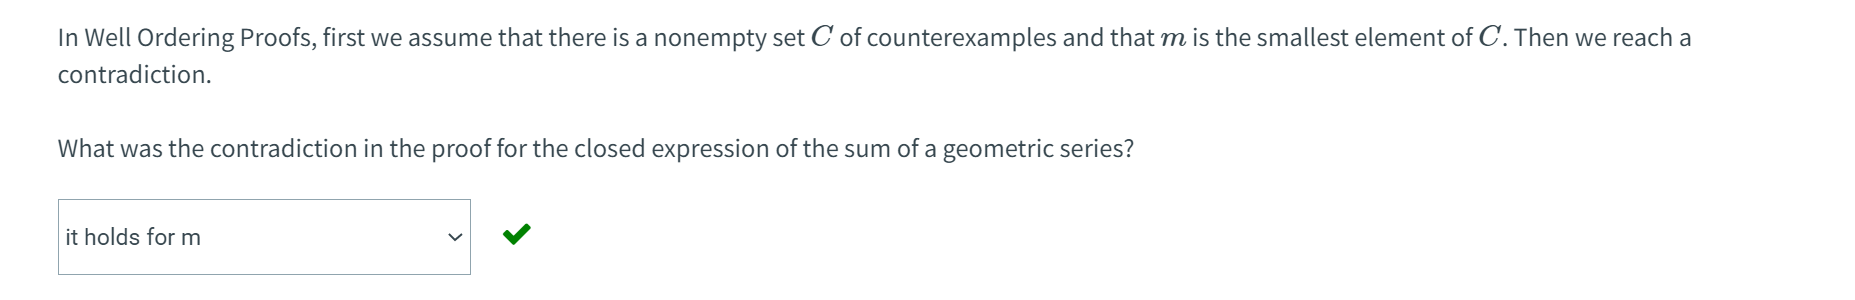 In Well Ordering Proofs, first we assume that there is a nonempty set C of counterexamples and that m is the smallest element of C. Then we reach a
contradiction.
What was the contradiction in the proof for the closed expression of the sum of a geometric series?
it holds for m